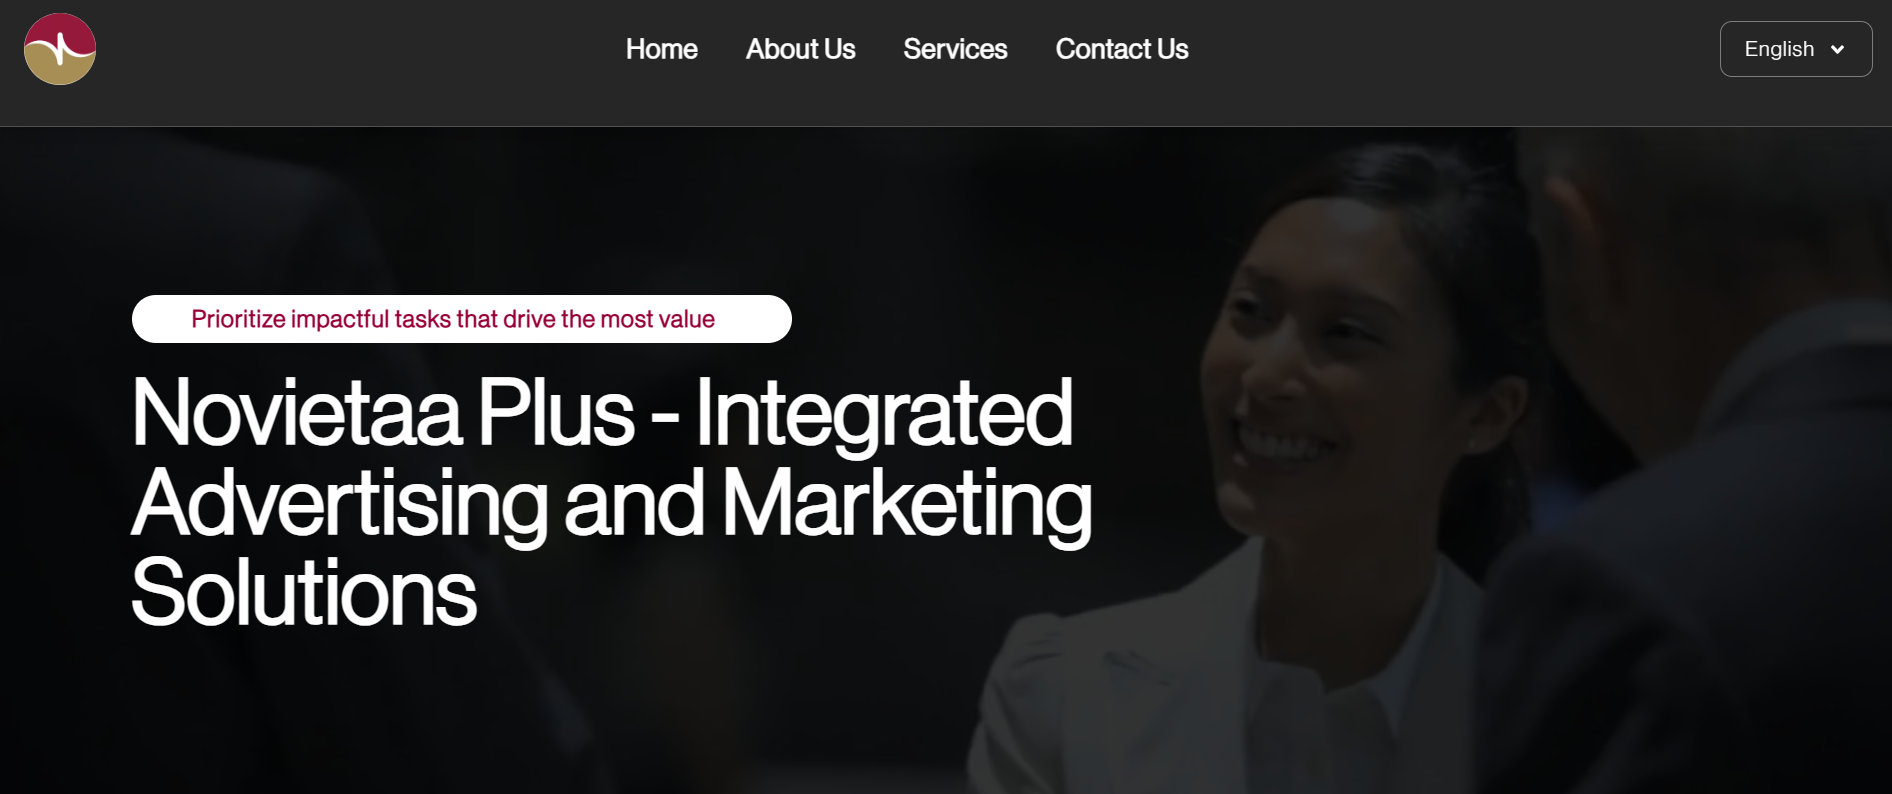 Home
About Us
Services
Contact Us
English
Prioritize impactful tasks that drive the most value
Novietaa Plus - Integrated
Advertising and Marketing
Solutions